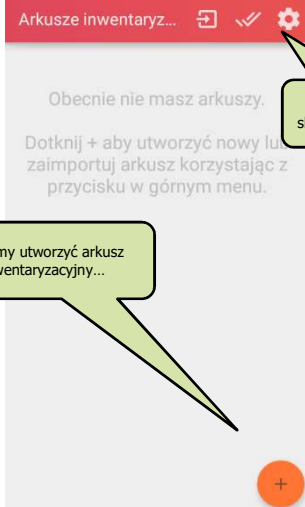 Arkusze inwentaryz...
Obecnie nie masz arkuszy.
Dotknij + aby utworzyć nowy lub
zaimportuj arkusz korzystając z
przycisku w górnym menu.
utworzyć arkusz
+